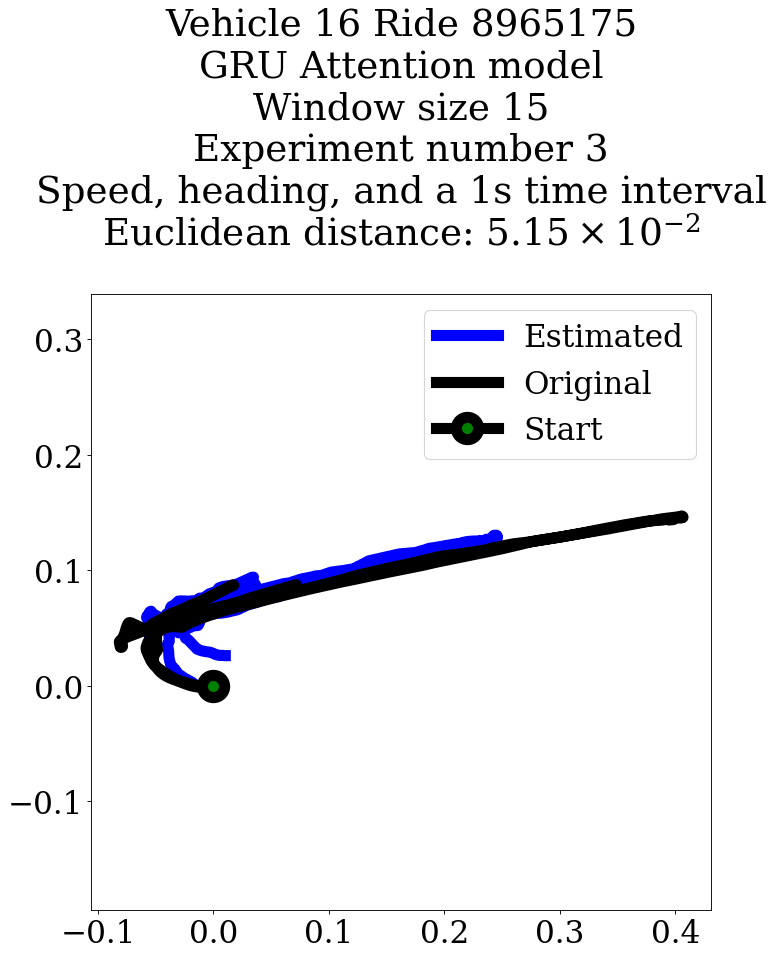 Vehicle 16 Ride 8965175
GRU Attention model
Window size 15
Experiment number 3
Speed, heading, and a 1s time interval
Euclidean distance: 5.15 × 10⁻²
Estimated
Original
Start
0.3
0.2
0.1
0.0
−0.1
−0.1 0.0 0.1 0.2 0.3 0.4